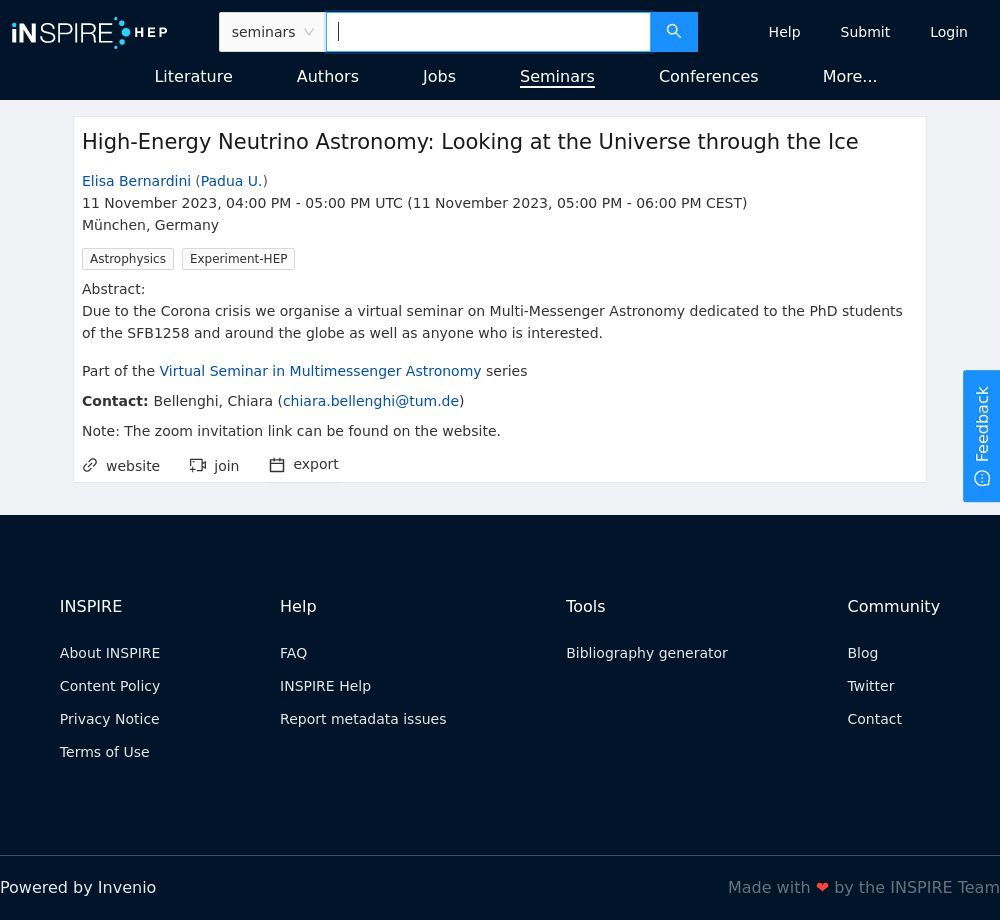 iNSPIRE HEP
seminars
Help Submit Login
Literature Authors Jobs Seminars Conferences More...
High-Energy Neutrino Astronomy: Looking at the Universe through the Ice
Elisa Bernardini (Padua U.)
11 November 2023, 04:00 PM - 05:00 PM UTC (11 November 2023, 05:00 PM - 06:00 PM CEST)
München, Germany
Astrophysics Experiment-HEP
Abstract:
Due to the Corona crisis we organise a virtual seminar on Multi-Messenger Astronomy dedicated to the PhD students
of the SFB1258 and around the globe as well as anyone who is interested.
Part of the Virtual Seminar in Multimessenger Astronomy series
Contact: Bellenghi, Chiara (chiara.bellenghi@tum.de)
Note: The zoom invitation link can be found on the website.
website join export
Feedback
INSPIRE
About INSPIRE
Content Policy
Privacy Notice
Terms of Use
Help
FAQ
INSPIRE Help
Report metadata issues
Tools
Bibliography generator
Community
Blog
Twitter
Contact
Powered by Invenio
Made with ❤ by the INSPIRE Team